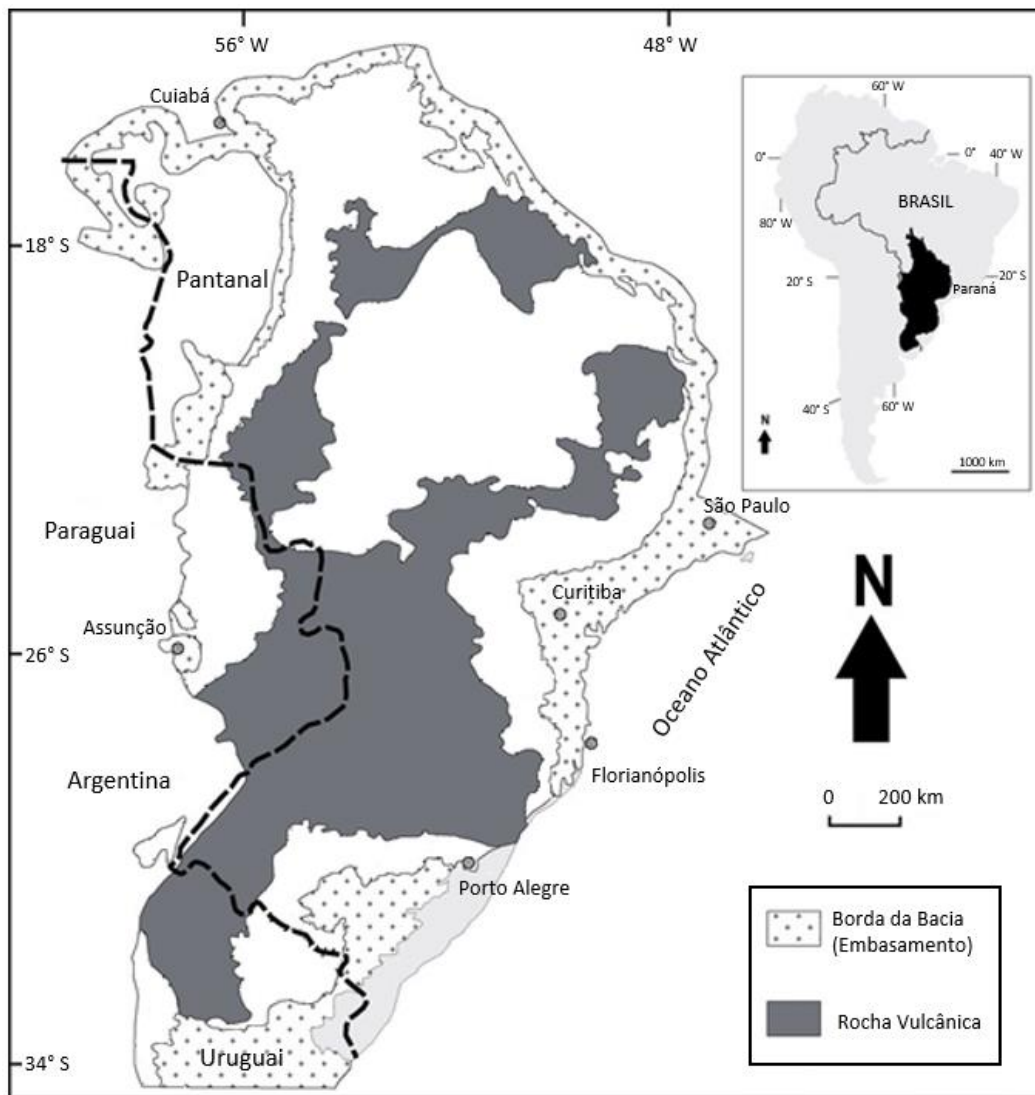 56° W
48° W
Cuiabá
18° S
Pantanal
Paraguai
São Paulo
Curitiba
Assunção
26° S
Oceano Atlântico
Argentina
Florianópolis
Porto Alegre
Uruguai
34° S
60° W
0°
0°
40° W
BRASIL
80° W
20° S
20° S
Paraná
40° S
60° W
N
1000 km
N
0 200 km
Borda da Bacia
(Embasamento)
Rocha Vulcânica